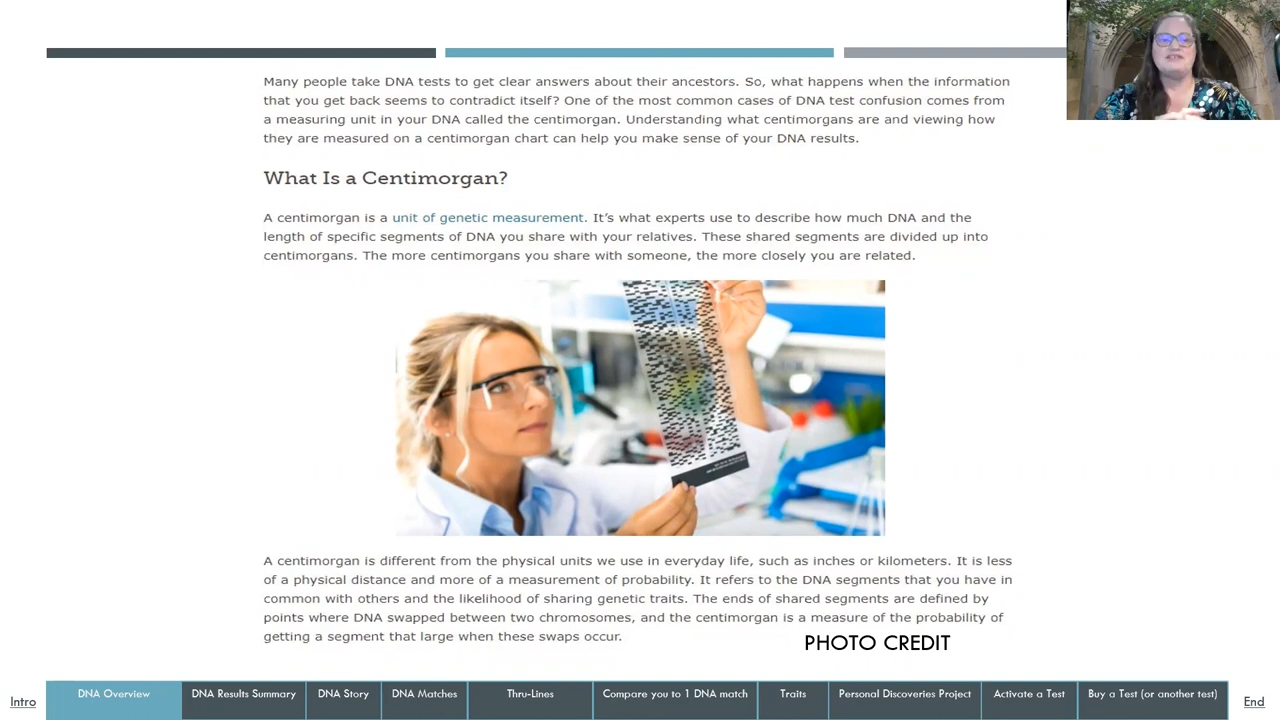 Many people take DNA tests to get clear answers about their ancestors. So, what happens when the information
that you get back seems to contradict itself? One of the most common cases of DNA test confusion comes from
a measuring unit in your DNA called the centimorgan. Understanding what centimorgans are and viewing how
they are measured on a centimorgan chart can help you make sense of your DNA results.
What Is a Centimorgan?
A centimorgan is a unit of genetic measurement. It’s what experts use to describe how much DNA and the
length of specific segments of DNA you share with your relatives. These shared segments are divided up into
centimorgans. The more centimorgans you share with someone, the more closely you are related.
A centimorgan is different from the physical units we use in everyday life, such as inches or kilometers. It is less
of a physical distance and more of a measurement of probability. It refers to the DNA segments that you have in
common with others and the likelihood of sharing genetic traits. The ends of shared segments are defined by
points where DNA swapped between two chromosomes, and the centimorgan is a measure of the probability of
getting a segment that large when these swaps occur.
PHOTO CREDIT
Intro
DNA Overview
DNA Results Summary
DNA Story
DNA Matches
Thru-Lines
Compare you to 1 DNA match
Traits
Personal Discoveries Project
Activate a Test
Buy a Test (or another test)
End